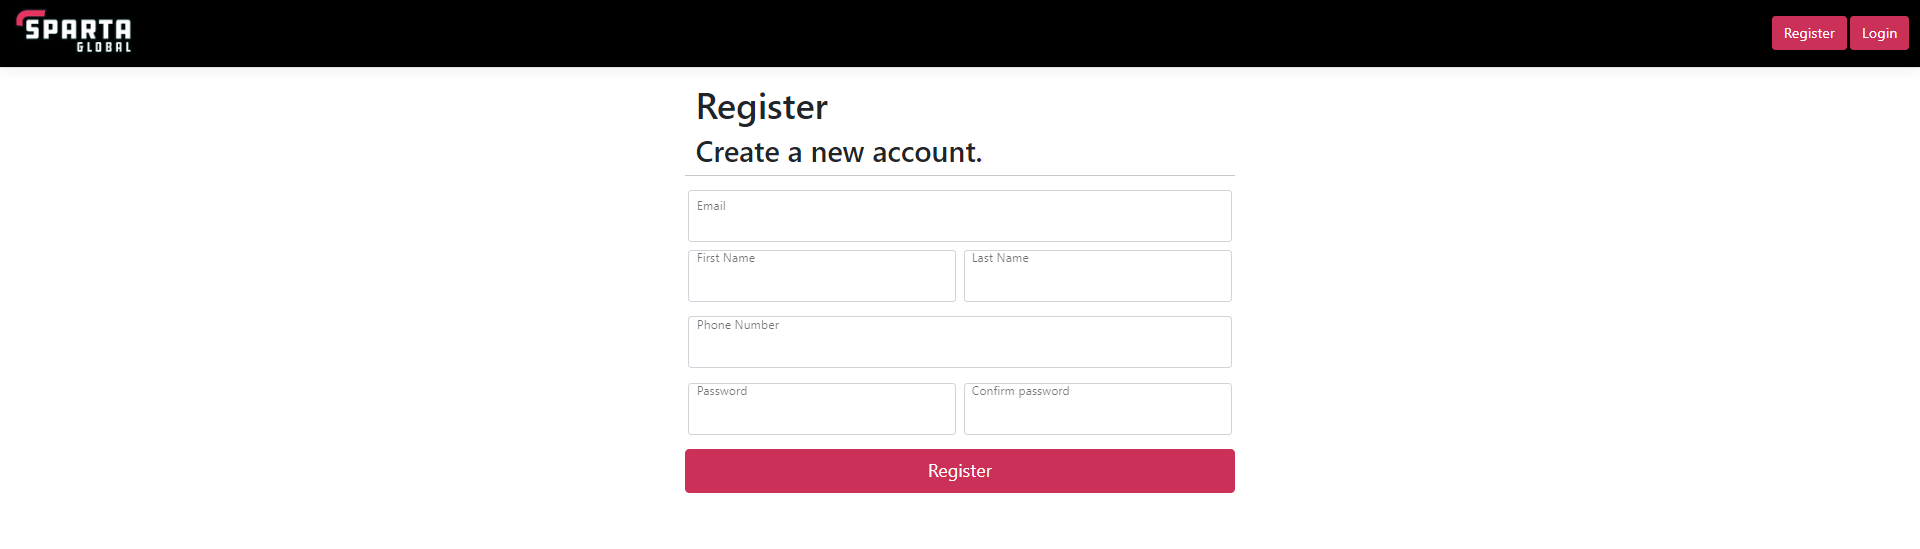 SPARTA
GLOBAL
Register Login
Register
Create a new account.
Email
First Name Last Name
Phone Number
Password Confirm password
Register